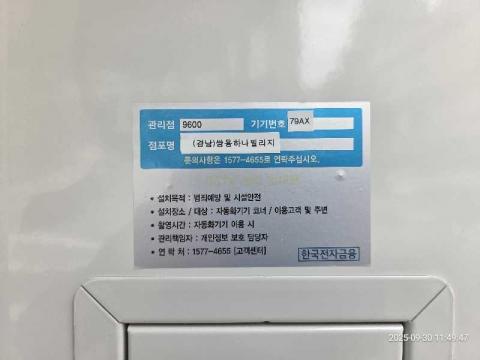 관리점 9600 기기번호 79AX
점포명 (경남)쌍용하나빌리지
문의사항은 1577-4655로 연락주십시오.
• 설치목적 : 범죄예방 및 시설안전
• 설치장소 / 대상 : 자동화기기 코너 / 이용고객 및 주변
• 촬영시간 : 자동화기기 이용 시
• 관리책임자 : 개인정보 보호 담당자
• 연 락 처 : 1577-4655 [고객센터]
한국전자금융
2025-09-30 11:49:47